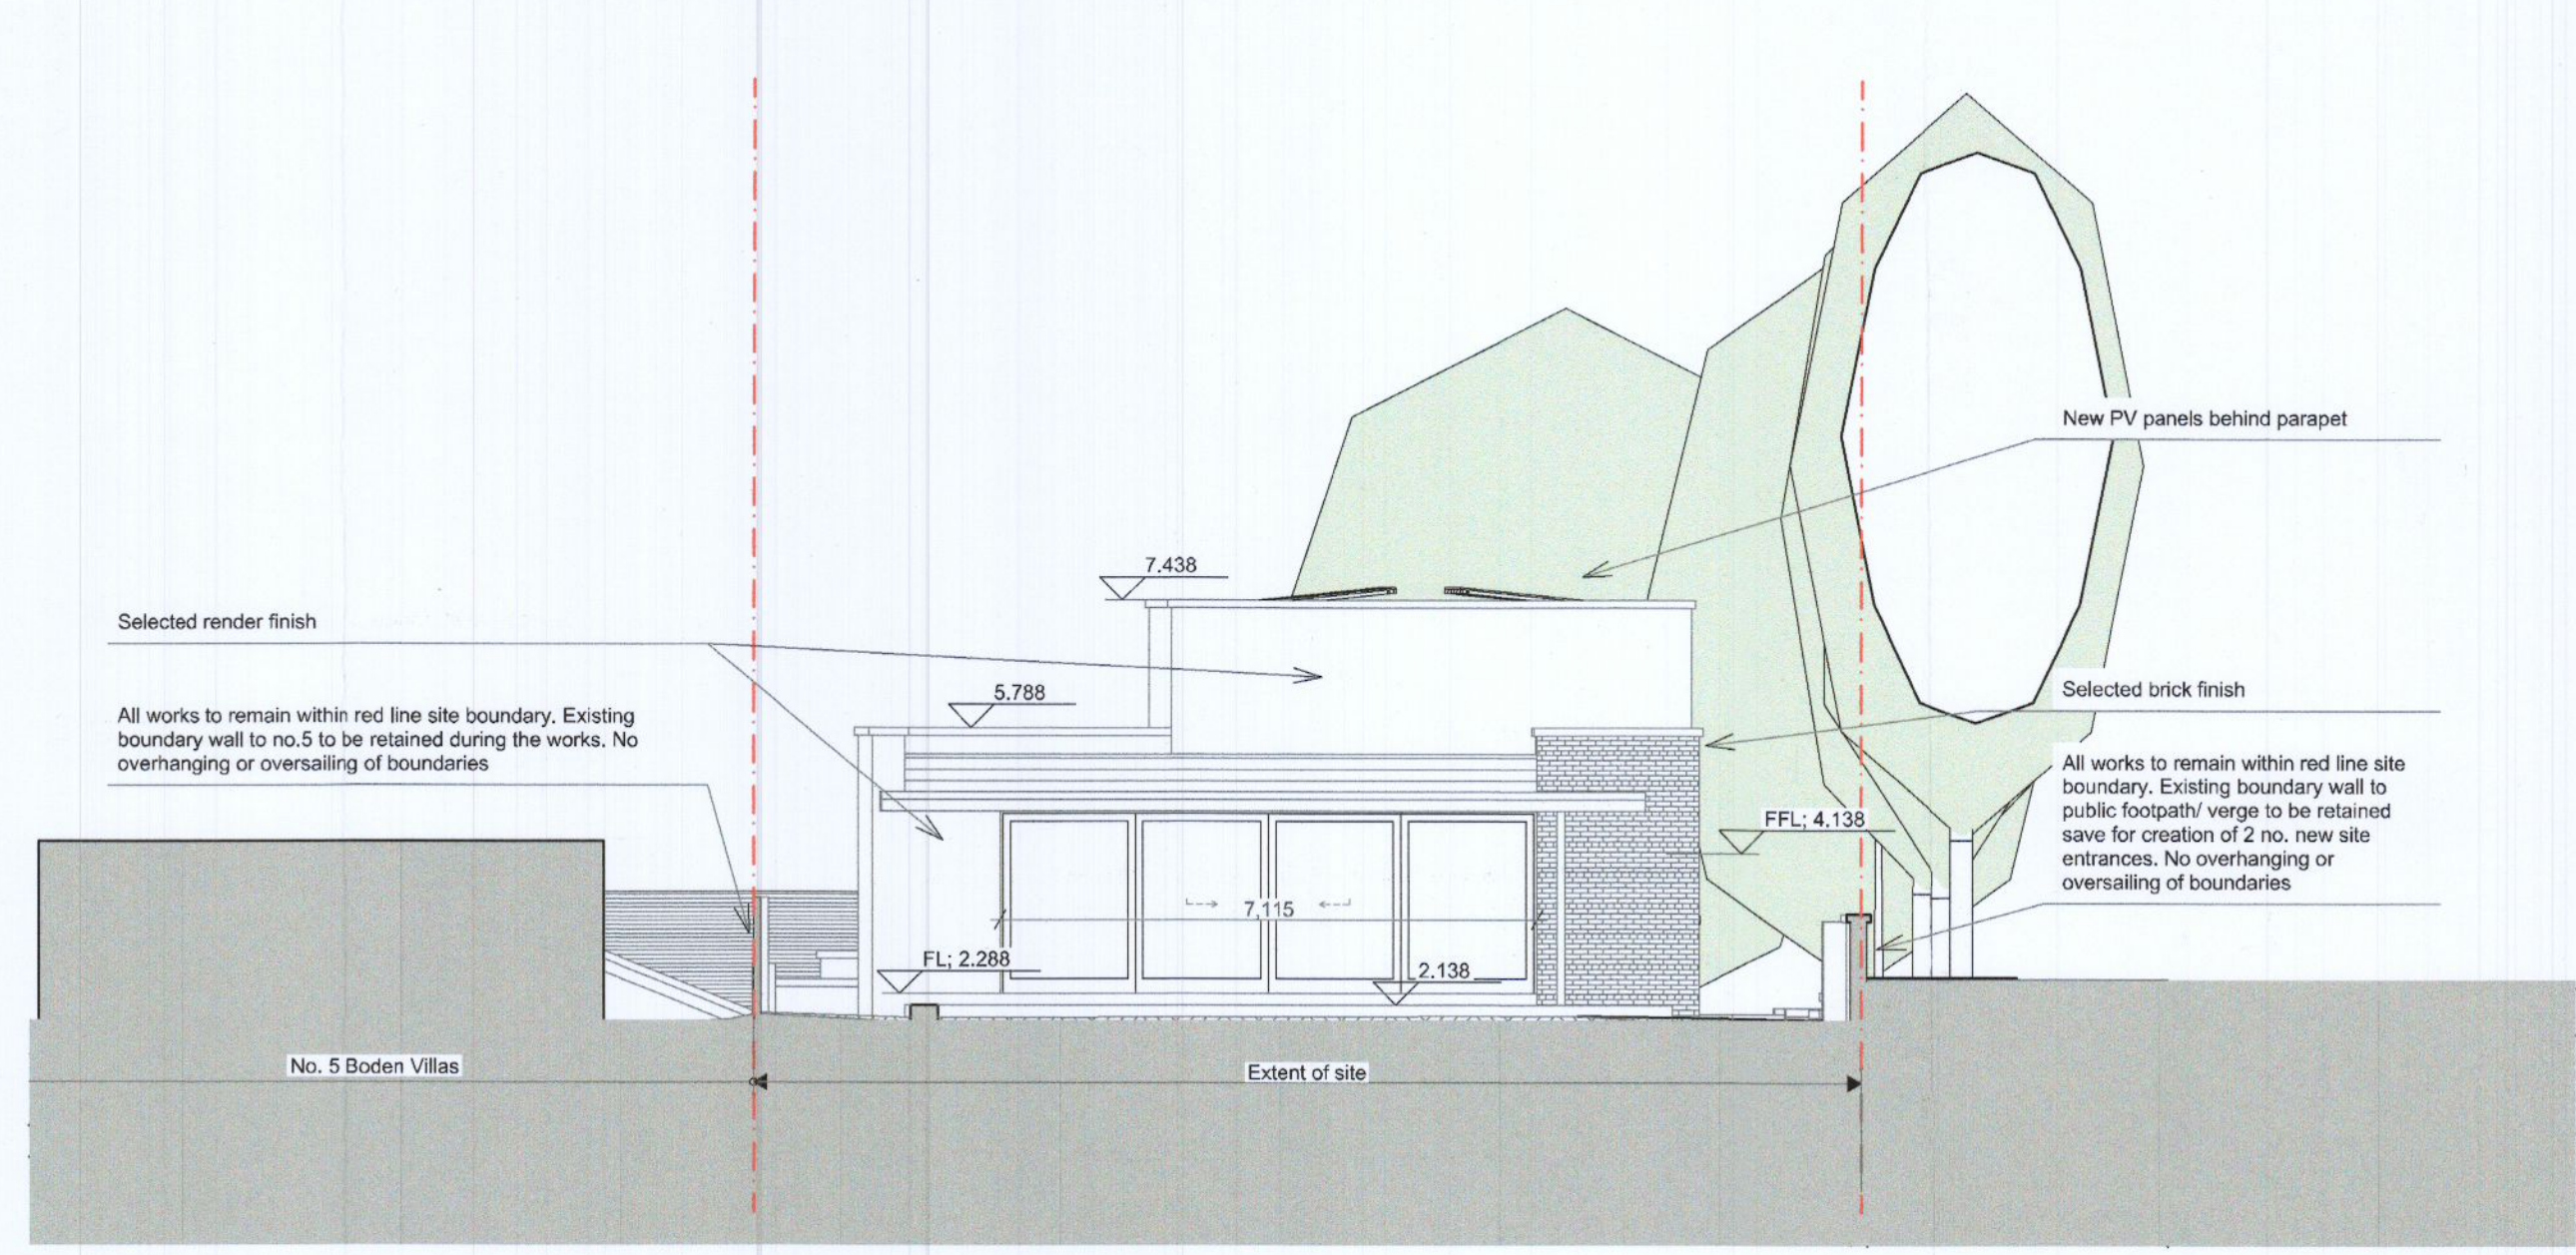 New PV panels behind parapet
7.438
Selected render finish
5.788
Selected brick finish
All works to remain within red line site boundary. Existing
boundary wall to no.5 to be retained during the works. No
overhanging or oversailing of boundaries
All works to remain within red line site
boundary. Existing boundary wall to
public footpath/ verge to be retained
save for creation of 2 no. new site
entrances. No overhanging or
oversailing of boundaries
FFL; 4.138
7,115
FL; 2.288
2.138
No. 5 Boden Villas
Extent of site